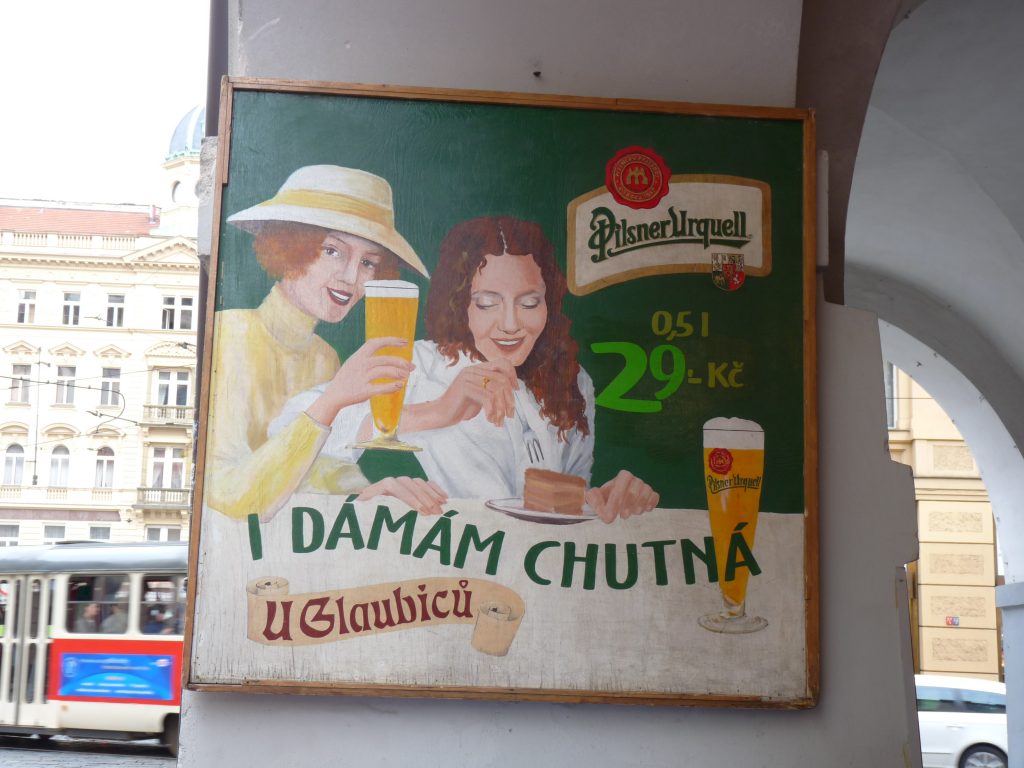 Pilsner Urquell
0,5 l
29,- Kč
Pilsner Urquell
I DÁMÁM CHUTNÁ
U Glaubiců